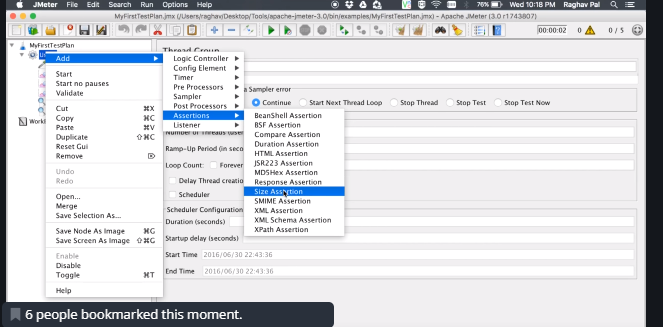 JMeter File Edit Search Run Options Help
76% Wed 10:18 PM Raghav Pal
MyFirstTestPlan.jmx (/Users/raghav/Desktop/Tools/apache-jmeter-3.0/bin/examples/MyFirstTestPlan.jmx) - Apache JMeter (3.0 r1743807)
00:00:02 0 0 / 5
MyFirstTestPlan
Thread Group
Add
Start
Start no pauses
Validate
Cut ⌘X
Copy ⌘C
Paste ⌘V
Duplicate ⇧⌘C
Reset Gui
Remove ⌦
Undo
Redo
Open...
Merge
Save Selection As...
Save Node As Image ⌘G
Save Screen As Image ⇧⌘G
Enable
Disable
Toggle ⌘T
Help
Logic Controller
Config Element
Timer
Pre Processors
Sampler
Post Processors
Assertions
Listener
BeanShell Assertion
BSF Assertion
Compare Assertion
Duration Assertion
HTML Assertion
JSR223 Assertion
MD5Hex Assertion
Response Assertion
Size Assertion
SMIME Assertion
XML Assertion
XML Schema Assertion
XPath Assertion
a Sampler error
Continue Start Next Thread Loop Stop Thread Stop Test Stop Test Now
Number of Threads (user
Ramp-Up Period (in seco
Loop Count: Forever
Delay Thread creatio
Scheduler
Scheduler Configuration
Duration (seconds)
Startup delay (seconds)
Start Time 2016/06/30 22:43:36
End Time 2016/06/30 22:43:36
6 people bookmarked this moment.